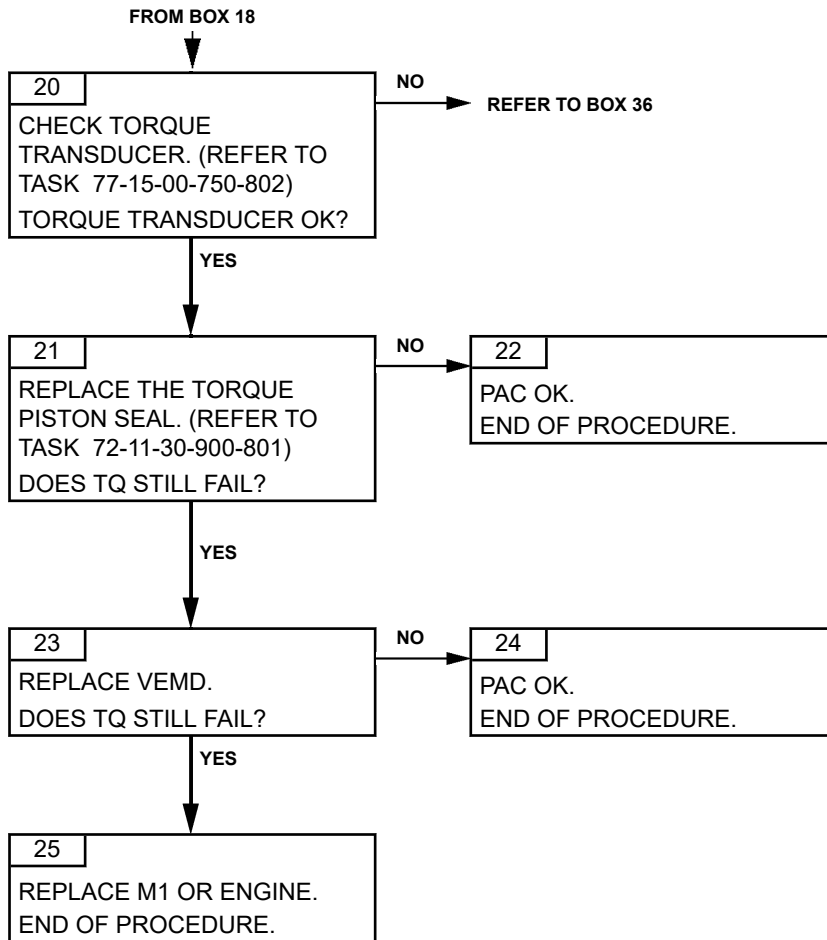 FROM BOX 18
20
CHECK TORQUE
TRANSDUCER. (REFER TO
TASK 77-15-00-750-802)
TORQUE TRANSDUCER OK?
NO
REFER TO BOX 36
YES
21
REPLACE THE TORQUE
PISTON SEAL. (REFER TO
TASK 72-11-30-900-801)
DOES TQ STILL FAIL?
NO
22
PAC OK.
END OF PROCEDURE.
YES
23
REPLACE VEMD.
DOES TQ STILL FAIL?
NO
24
PAC OK.
END OF PROCEDURE.
YES
25
REPLACE M1 OR ENGINE.
END OF PROCEDURE.